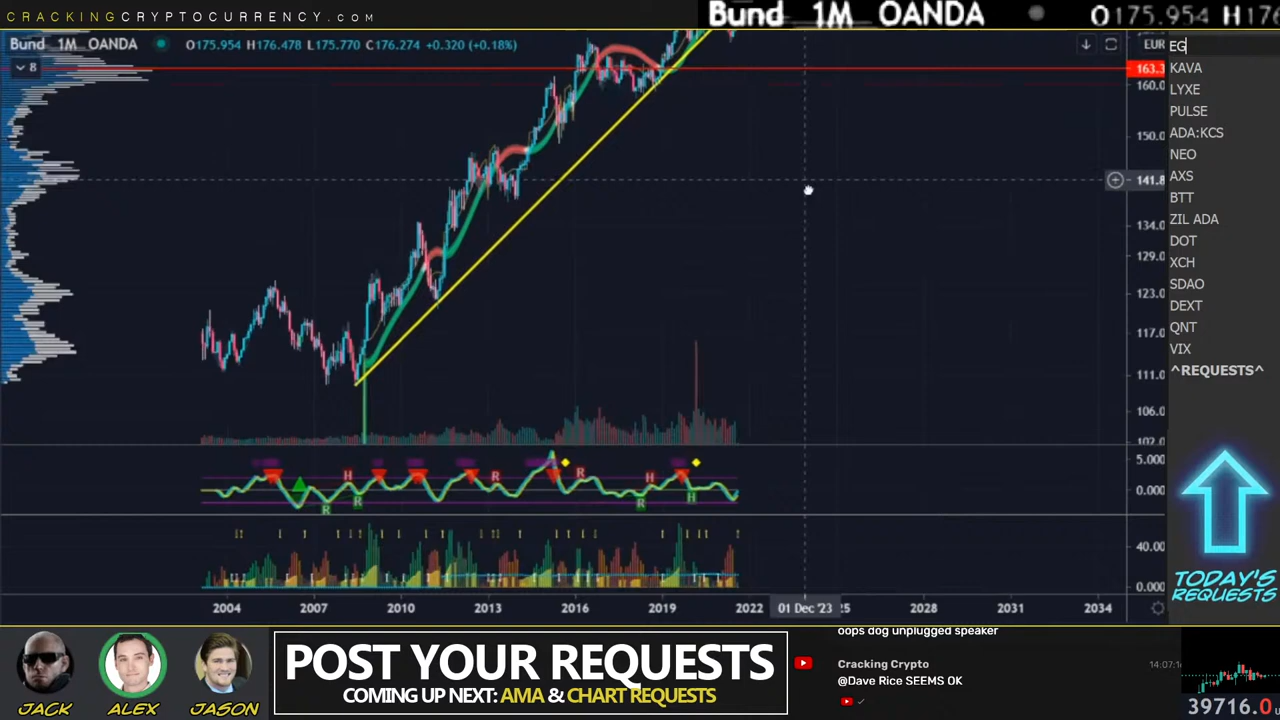 CRACKINGCRYPTOCURRENCY.com
Bund 1M OANDA O175.954 H176
Bund 1M OANDA O175.954 H176.478 L175.770 C176.274 +0.320 (+0.18%)
EUR
8
163.3
160.0
150.0
141.8
134.0
129.0
123.0
117.0
111.0
106.0
102.0
5.000
0.000
40.00
0.000
H R H R R H
R R R H
2004 2007 2010 2013 2016 2019 2022 01 Dec '23 25 2028 2031 2034
EG
KAVA
LYXE
PULSE
ADA:KCS
NEO
AXS
BTT
ZIL ADA
DOT
XCH
SDAO
DEXT
QNT
VIX
^REQUESTS^
TODAY'S
REQUESTS
JACK
ALEX
JASON
POST YOUR REQUESTS
COMING UP NEXT: AMA & CHART REQUESTS
oops dog unplugged speaker
Cracking Crypto 14:07:1
@Dave Rice SEEMS OK
39716.0